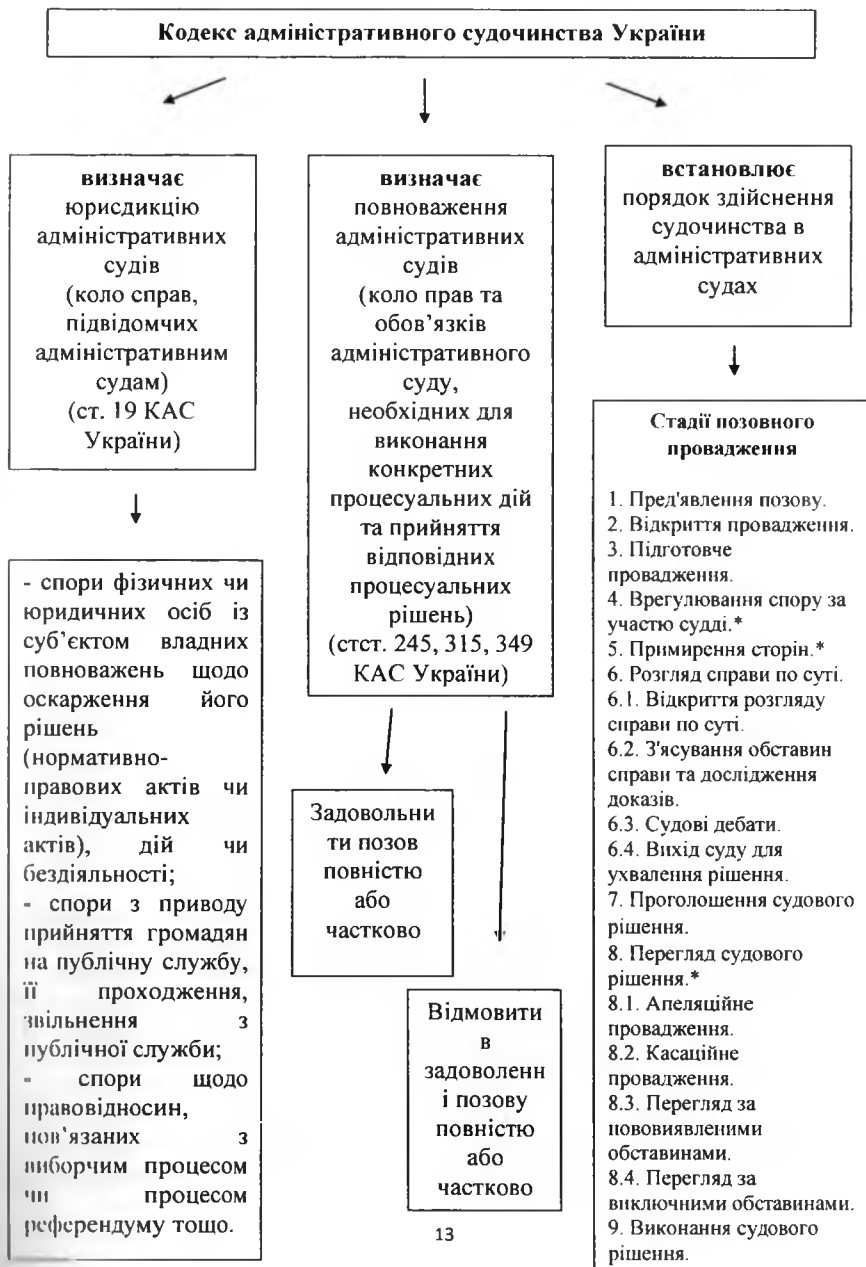 Кодекс адміністративного судочинства України
визначає
юрисдикцію
адміністративних
судів
(коло справ,
підвідомчих
адміністративним
судам)
(ст. 19 КАС
України)
- спори фізичних чи
юридичних осіб із
суб’єктом владних
повноважень щодо
оскарження його
рішень
(нормативно-
правових актів чи
індивідуальних
актів), дій чи
бездіяльності;
- спори з приводу
прийняття громадян
на публічну службу,
її проходження,
звільнення з
публічної служби;
- спори щодо
правовідносин,
пов’язаних з
виборчим процесом
чи процесом
референдуму тощо.
визначає
повноваження
адміністративних
судів
(коло прав та
обов’язків
адміністративного
суду,
необхідних для
виконання
конкретних
процесуальних дій
та прийняття
відповідних
процесуальних
рішень)
(стст. 245, 315, 349
КАС України)
Задовольни
ти позов
повністю
або
частково
Відмовити
в
задоволенн
і позову
повністю
або
частково
встановлює
порядок здійснення
судочинства в
адміністративних
судах
Стадії позовного
провадження
1. Пред'явлення позову.
2. Відкриття провадження.
3. Підготовче
провадження.
4. Врегулювання спору за
участю судді.*
5. Примирення сторін.*
6. Розгляд справи по суті.
6.1. Відкриття розгляду
справи по суті.
6.2. З'ясування обставин
справи та дослідження
доказів.
6.3. Судові дебати.
6.4. Вихід суду для
ухвалення рішення.
7. Проголошення судового
рішення.
8. Перегляд судового
рішення.*
8.1. Апеляційне
провадження.
8.2. Касаційне
провадження.
8.3. Перегляд за
нововиявленими
обставинами.
8.4. Перегляд за
виключними обставинами.
9. Виконання судового
рішення.
13